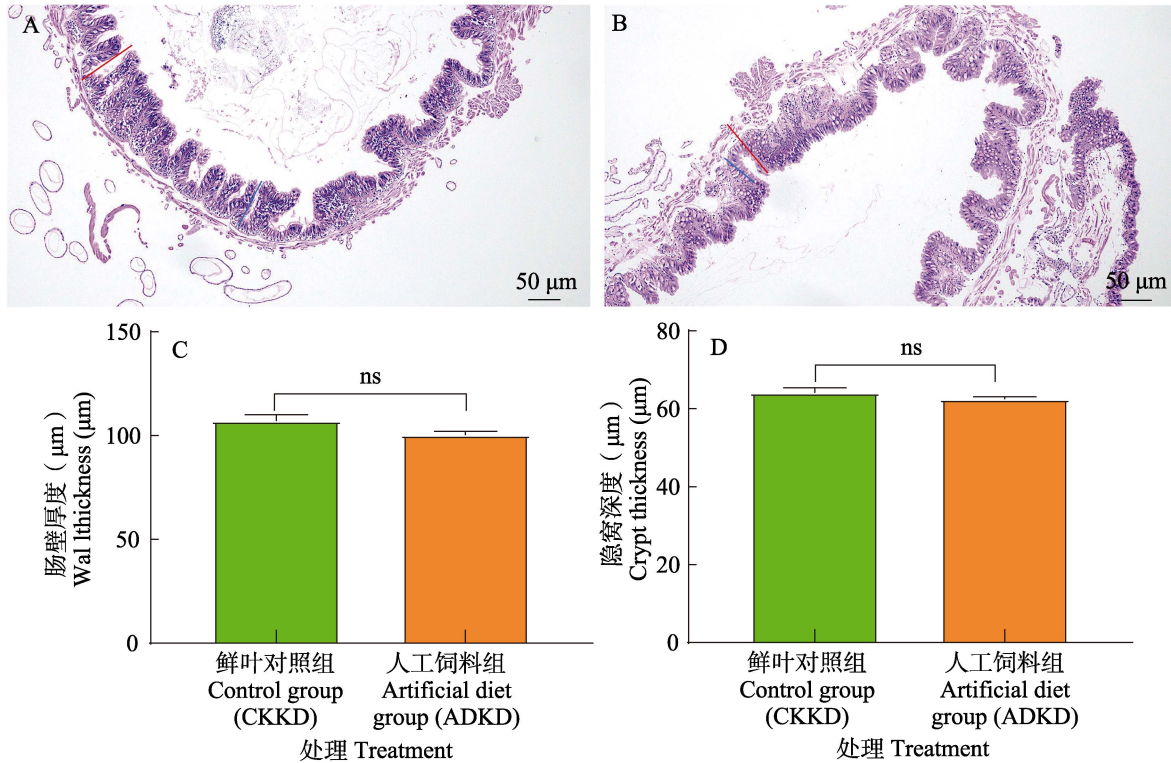 A
50 μm
B
50 μm
C
肠壁厚度（μm）
Wal lthickness (μm)
150
100
50
0
ns
鲜叶对照组
Control group
(CKKD)
人工饲料组
Artificial diet
group (ADKD)
处理 Treatment
D
隐窝深度（μm）
Crypt thickness (μm)
80
60
40
20
0
ns
鲜叶对照组
Control group
(CKKD)
人工饲料组
Artificial diet
group (ADKD)
处理 Treatment